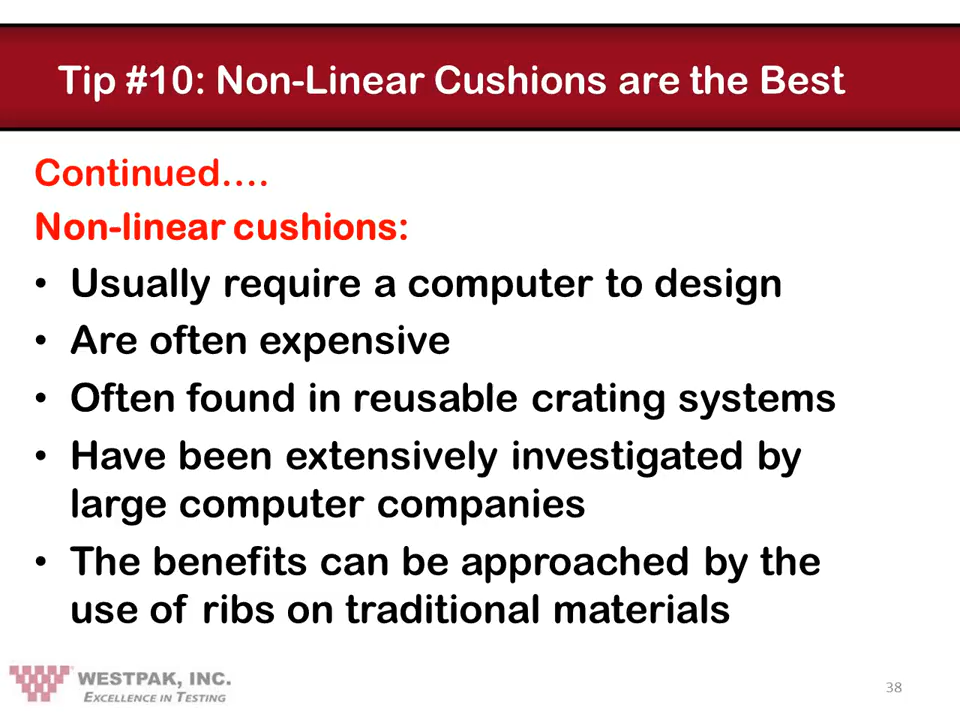 Tip #10: Non-Linear Cushions are the Best
Continued....
Non-linear cushions:
• Usually require a computer to design
• Are often expensive
• Often found in reusable crating systems
• Have been extensively investigated by
large computer companies
• The benefits can be approached by the
use of ribs on traditional materials
WESTPAK, INC.
EXCELLENCE IN TESTING
38